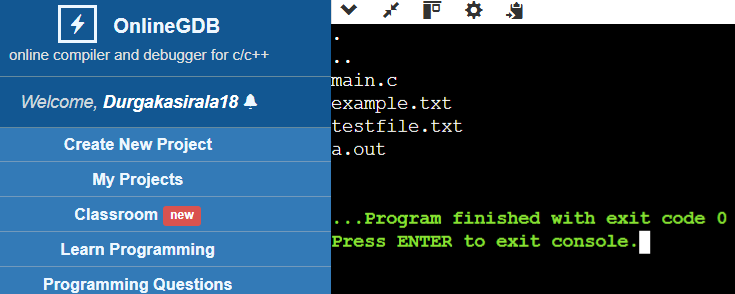 OnlineGDB
online compiler and debugger for c/c++
Welcome, Durgakasirala18
Create New Project
My Projects
Classroom new
Learn Programming
Programming Questions
.
..
main.c
example.txt
testfile.txt
a.out
...Program finished with exit code 0
Press ENTER to exit console.